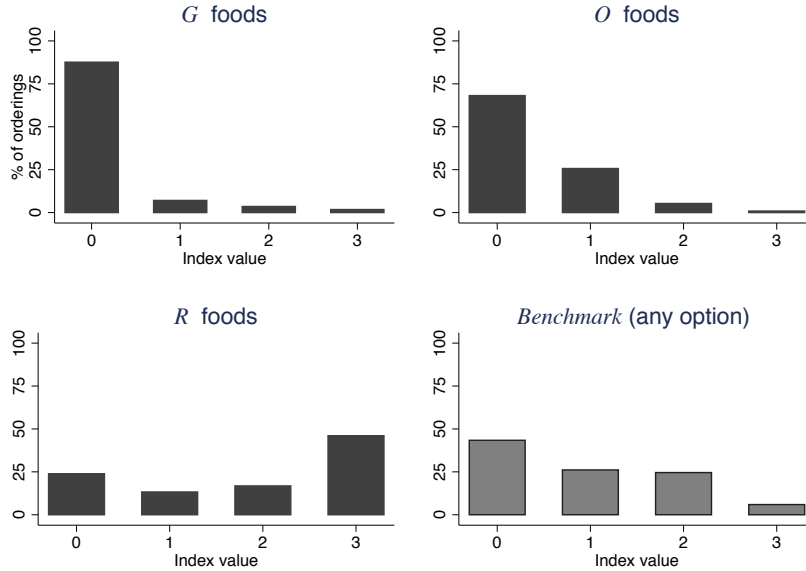 G foods
% of orderings
0 25 50 75 100
0 1 2 3
Index value
O foods
0 25 50 75 100
0 1 2 3
Index value
R foods
0 25 50 75 100
0 1 2 3
Index value
Benchmark (any option)
0 25 50 75 100
0 1 2 3
Index value